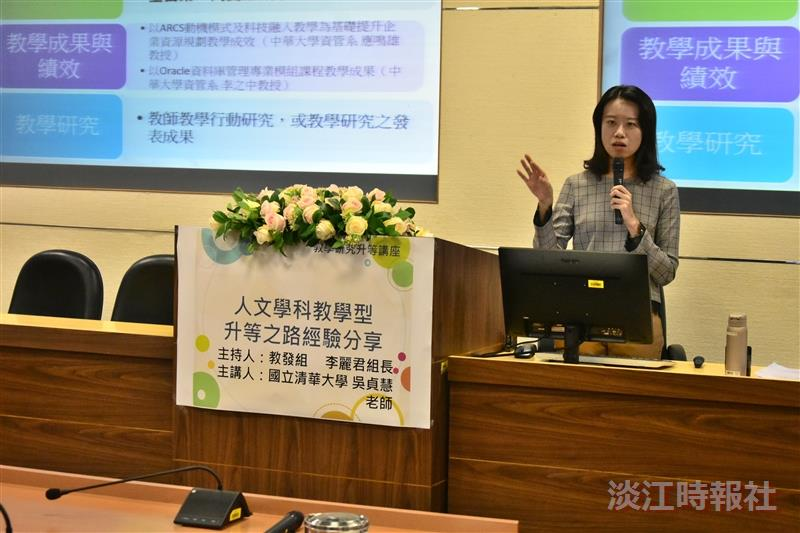 • 以ARCS動機模式及科技融入教學為基礎提升企
業資源規劃教學成效（中華大學資管系 應鳴雄
教授）
• 以Oracle資料庫管理專業模組課程教學成果（中
華大學資管系 李之中教授）
教學成果與
績效
• 教師教學行動研究，或教學研究之發
表成果
教學研究
教學成果與
績效
教學研究
教學研究升等講座
人文學科教學型
升等之路經驗分享
主持人：教發組 李麗君組長
主講人：國立清華大學 吳貞慧
老師
淡江時報社